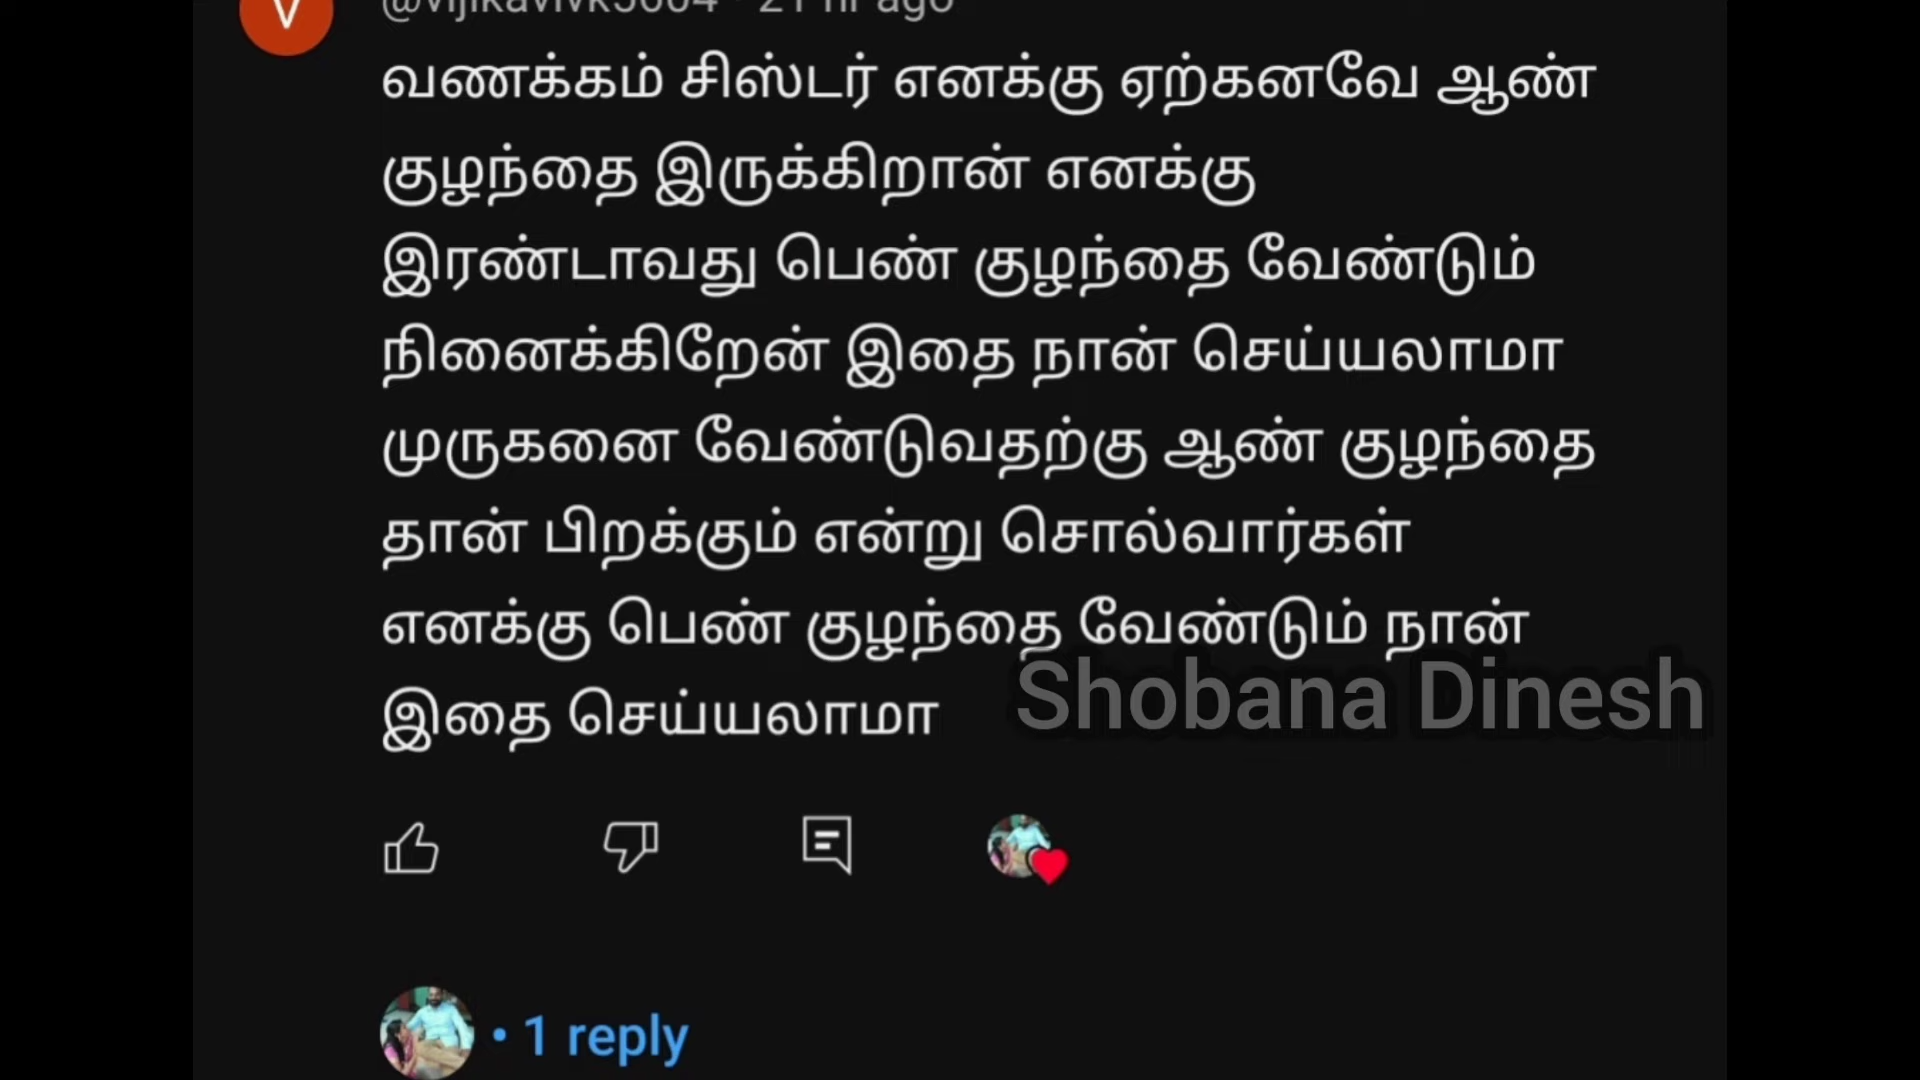 வணக்கம் சிஸ்டர் எனக்கு ஏற்கனவே ஆண்
குழந்தை இருக்கிறான் எனக்கு
இரண்டாவது பெண் குழந்தை வேண்டும்
நினைக்கிறேன் இதை நான் செய்யலாமா
முருகனை வேண்டுவதற்கு ஆண் குழந்தை
தான் பிறக்கும் என்று சொல்வார்கள்
எனக்கு பெண் குழந்தை வேண்டும் நான்
இதை செய்யலாமா
Shobana Dinesh
• 1 reply